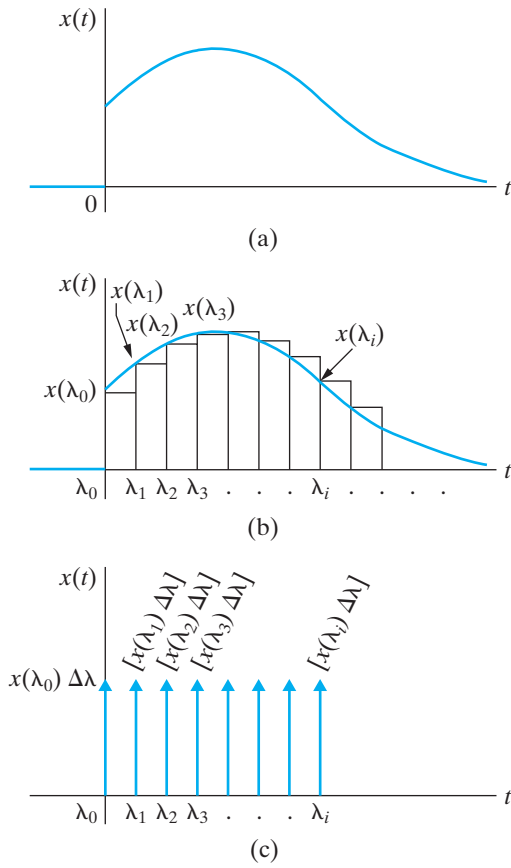 x(t)
0
t
(a)
x(t)
x(λ₁)
x(λ₂)
x(λ₃)
x(λᵢ)
x(λ₀)
λ₀ λ₁ λ₂ λ₃ . . . λᵢ . . . .
t
(b)
x(t)
[x(λ₁) Δλ]
[x(λ₂) Δλ]
[x(λ₃) Δλ]
[x(λᵢ) Δλ]
x(λ₀) Δλ
λ₀ λ₁ λ₂ λ₃ . . . λᵢ
t
(c)